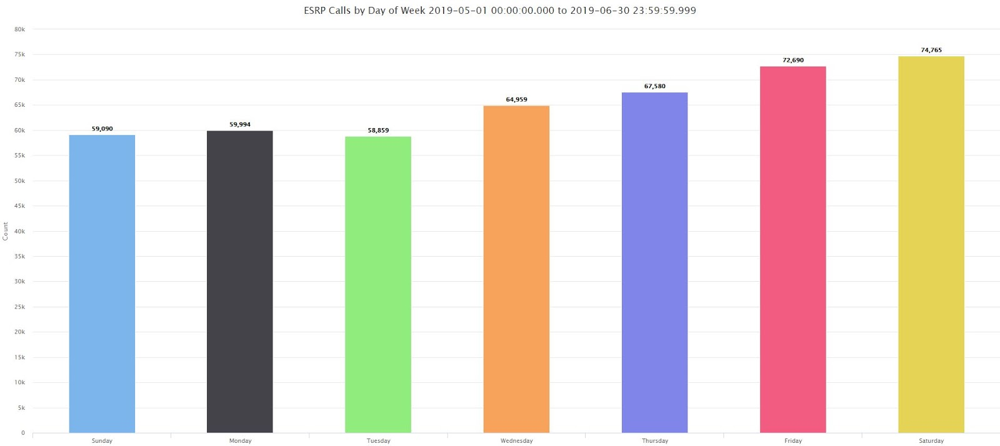 ESRP Calls by Day of Week 2019-05-01 00:00:00.000 to 2019-06-30 23:59:59.999
80k
75k
70k
65k
60k
55k
50k
45k
40k
35k
30k
25k
20k
15k
10k
5k
0
Count
59,090
59,994
58,859
64,959
67,580
72,690
74,765
Sunday
Monday
Tuesday
Wednesday
Thursday
Friday
Saturday